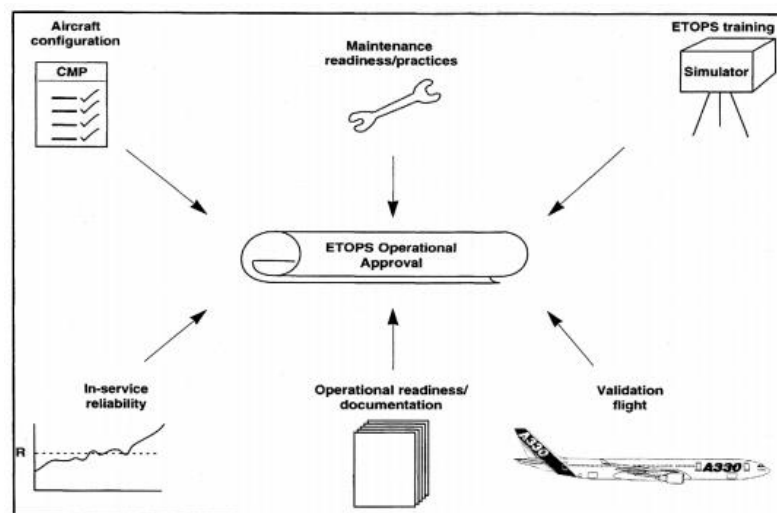 Aircraft
configuration
CMP
Maintenance
readiness/practices
ETOPS training
Simulator
ETOPS Operational
Approval
In-service
reliability
R
Operational readiness/
documentation
Validation
flight
A330
A330